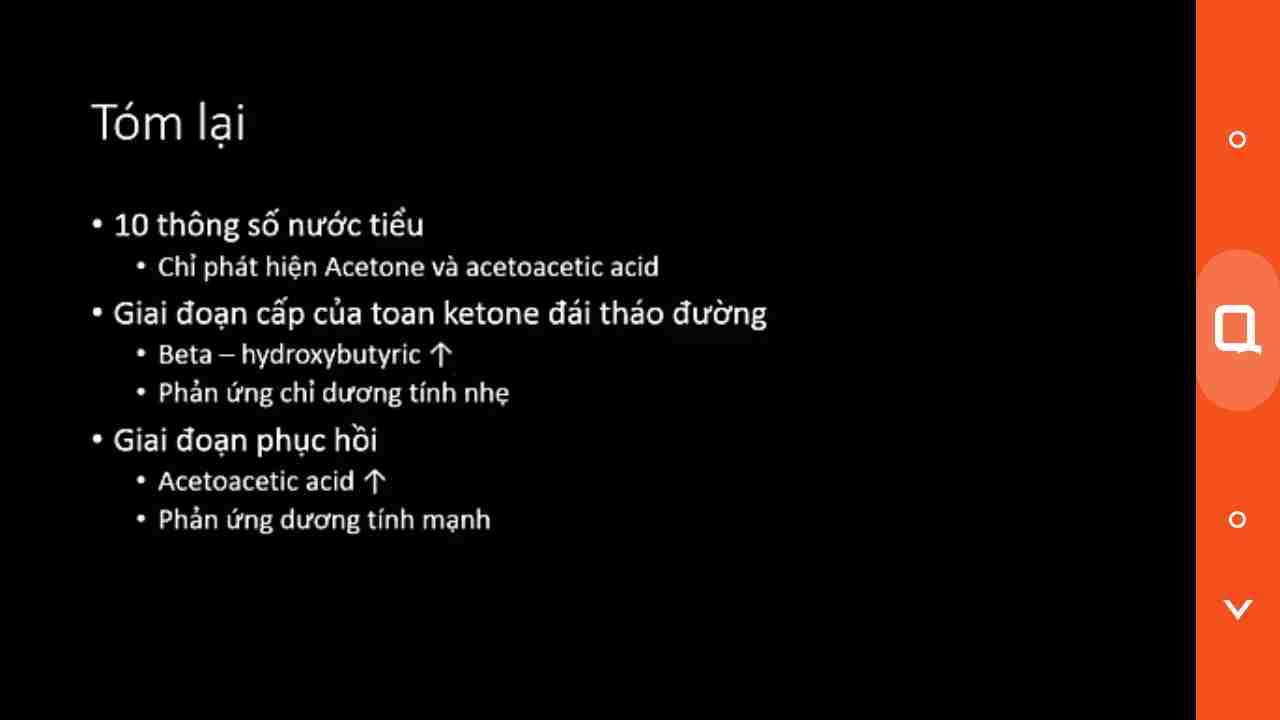 Tóm lại
• 10 thông số nước tiểu
• Chỉ phát hiện Acetone và acetoacetic acid
• Giai đoạn cấp của toan ketone đái tháo đường
• Beta – hydroxybutyric ↑
• Phản ứng chỉ dương tính nhẹ
• Giai đoạn phục hồi
• Acetoacetic acid ↑
• Phản ứng dương tính mạnh